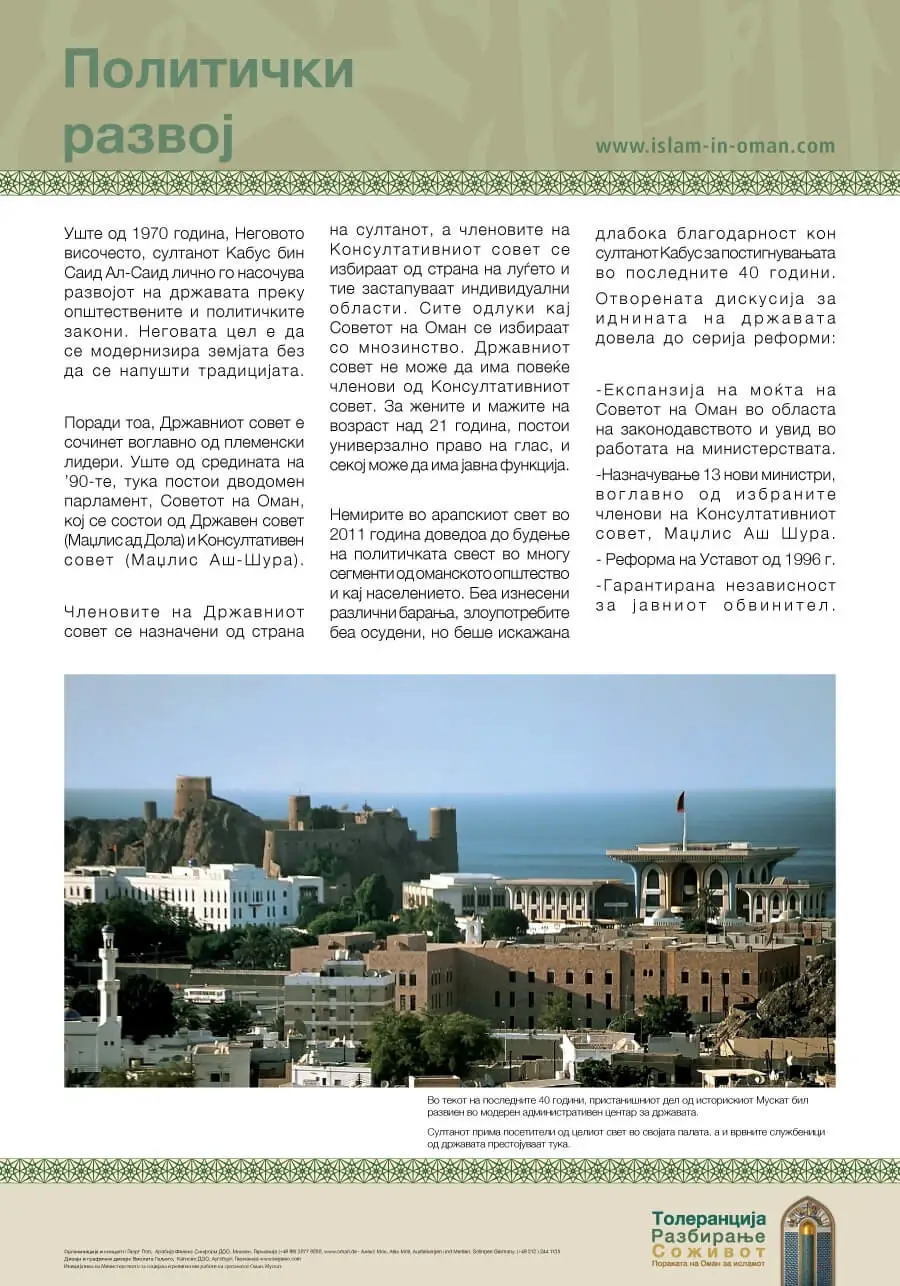 Политички
развој
www.islam-in-oman.com
Уште од 1970 година, Неговото
височесто, султанот Кабус бин
Саид Ал-Саид лично го насочува
развојот на државата преку
општествените и политичките
закони. Неговата цел е да
се модернизира земјата без
да се напушти традицијата.
Поради тоа, Државниот совет е
сочинет воглавно од племенски
лидери. Уште од средината на
’90-те, тука постои дводомен
парламент, Советот на Оман,
кој се состои од Државен совет
(Маџлис ад Дола) и Консултативен
совет (Маџлис Аш-Шура).
Членовите на Државниот
совет се назначени од страна
на султанот, а членовите на
Консултативниот совет се
избираат од страна на луѓето и
тие застапуваат индивидуални
области. Сите одлуки кај
Советот на Оман се избираат
со мнозинство. Државниот
совет не може да има повеќе
членови од Консултативниот
совет. За жените и мажите на
возраст над 21 година, постои
универзално право на глас, и
секој може да има јавна функција.
Немирите во арапскиот свет во
2011 година доведоа до будење
на политичката свест во многу
сегменти од оманското општество
и кај населението. Беа изнесени
различни барања, злоупотребите
беа осудени, но беше искажана
длабока благодарност кон
султанот Кабус за постигнувањата
во последните 40 години.
Отворената дискусија за
иднината на државата
довела до серија реформи:
-Експанзија на моќта на
Советот на Оман во областа
на законодавството и увид во
работата на министерствата.
-Назначување 13 нови министри,
воглавно од избраните
членови на Консултативниот
совет, Маџлис Аш Шура.
- Реформа на Уставот од 1996 г.
-Гарантирана независност
за јавниот обвинител.
Во текот на последните 40 години, пристанишниот дел од историскиот Мускат бил
развиен во модерен административен центар за државата.
Султанот прима посетители од целиот свет во својата палата. а и врвните службеници
од државата престојуваат тука.
Толеранција
Разбирање
Соживот
Пораката на Оман за исламот